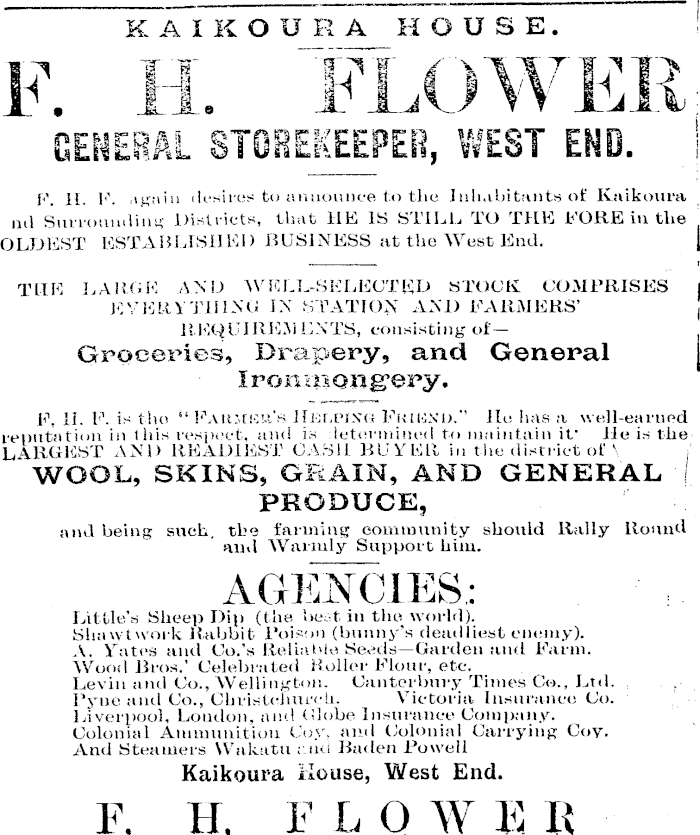 KAIKOURA HOUSE.
F. H. FLOWER
GENERAL STOREKEEPER, WEST END.
F. H. F. again desires to announce to the Inhabitants of Kaikoura
nd Surrounding Districts, that HE IS STILL TO THE FORE in the
OLDEST ESTABLISHED BUSINESS at the West End.
THE LARGE AND WELL-SELECTED STOCK COMPRISES
EVERYTHING IN STATION AND FARMERS'
REQUIREMENTS, consisting of—
Groceries, Drapery, and General
Ironmongery.
F. H. F. is the "FARMER'S HELPING FRIEND." He has a well-earned
reputation in this respect, and is determined to maintain it He is the
LARGEST AND READIEST CASH BUYER in the district of
WOOL, SKINS, GRAIN, AND GENERAL
PRODUCE,
and being such, the farming community should Rally Round
and Warmly Support him.
AGENCIES:
Little's Sheep Dip (the best in the world).
Shawtwork Rabbit Poison (bunny's deadliest enemy).
A. Yates and Co.'s Reliable Seeds—Garden and Farm.
Wood Bros.' Celebrated Roller Flour, etc.
Levin and Co., Wellington. Canterbury Times Co., Ltd.
Pyne and Co., Christchurch. Victoria Insurance Co.
Liverpool, London, and Globe Insurance Company.
Colonial Ammunition Coy, and Colonial Carrying Coy.
And Steamers Wakatu and Baden Powell
Kaikoura House, West End.
F. H. FLOWER